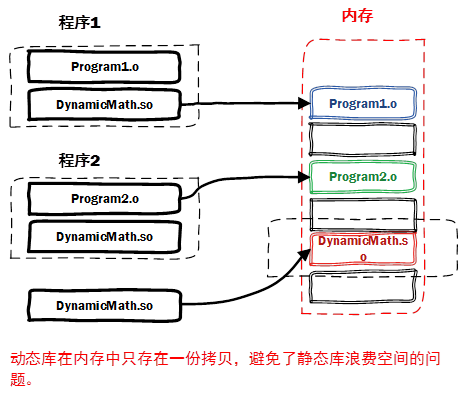 程序1
Program1.o
DynamicMath.so
程序2
Program2.o
DynamicMath.so
DynamicMath.so
内存
Program1.o
Program2.o
DynamicMath.s
o
动态库在内存中只存在一份拷贝，避免了静态库浪费空间的问
题。